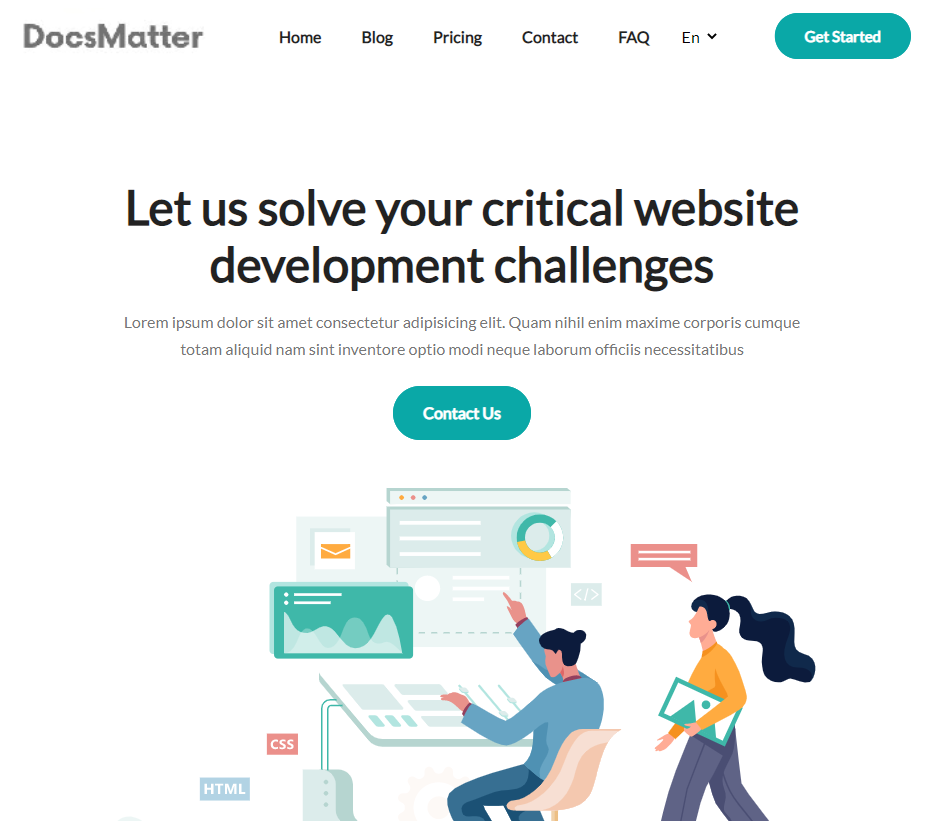 DocsMatter
Home Blog Pricing Contact FAQ En Get Started
Let us solve your critical website
development challenges
Lorem ipsum dolor sit amet consectetur adipisicing elit. Quam nihil enim maxime corporis cumque
totam aliquid nam sint inventore optio modi neque laborum officiis necessitatibus
Contact Us
</>
CSS
HTML